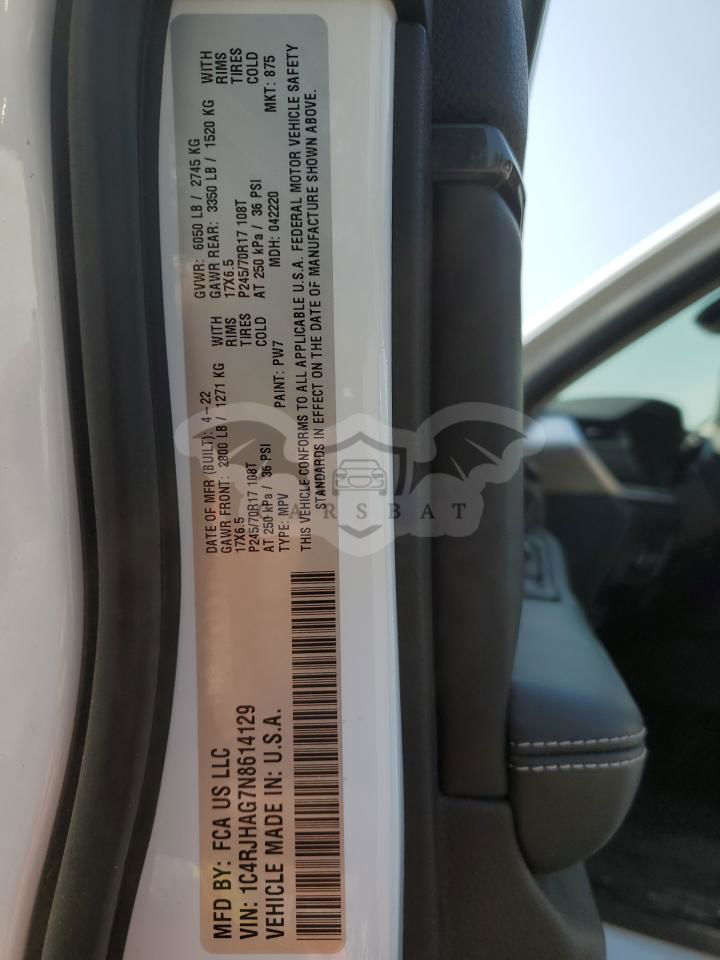 MFD BY: FCA US LLC
VIN: 1C4RJHAG7N8614129
VEHICLE MADE IN: U.S.A.
DATE OF MFR (BUILT): 4-22
GAWR FRONT: 2800 LB / 1271 KG WITH
17X6.5 RIMS
P245/70R17 108T TIRES
AT 250 kPa / 36 PSI COLD
TYPE: MPV PAINT: PW7
GVWR: 6050 LB / 2745 KG
GAWR REAR: 3350 LB / 1520 KG WITH
17X6.5 RIMS
P245/70R17 108T TIRES
AT 250 kPa / 36 PSI COLD
MDH: 042220 MKT: 875
THIS VEHICLE CONFORMS TO ALL APPLICABLE U.S.A. FEDERAL MOTOR VEHICLE SAFETY
STANDARDS IN EFFECT ON THE DATE OF MANUFACTURE SHOWN ABOVE.
CARSBAT